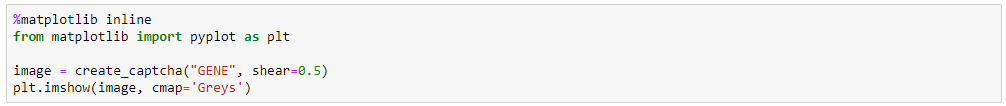 %matplotlib inline
from matplotlib import pyplot as plt
image = create_captcha("GENE", shear=0.5)
plt.imshow(image, cmap='Greys')